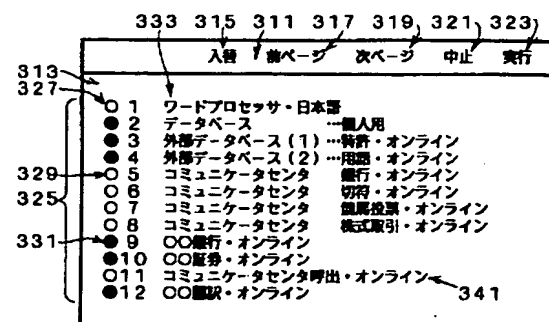 333 315 311 317 319 321 323
入替 前ページ 次ページ 中止 実行
313
327
○ 1 ワードプロセッサ・日本語
● 2 データベース …個人用
● 3 外部データベース(1)…特許・オンライン
● 4 外部データベース(2)…用語・オンライン
329 ○ 5 コミュニケータセンタ 銀行・オンライン
325 ○ 6 コミュニケータセンタ 切符・オンライン
○ 7 コミュニケータセンタ 競馬投票・オンライン
○ 8 コミュニケータセンタ 株式取引・オンライン
331 ● 9 ○○銀行・オンライン
●10 ○○証券・オンライン
○11 コミュニケータセンタ呼出・オンライン
●12 ○○翻訳・オンライン 341